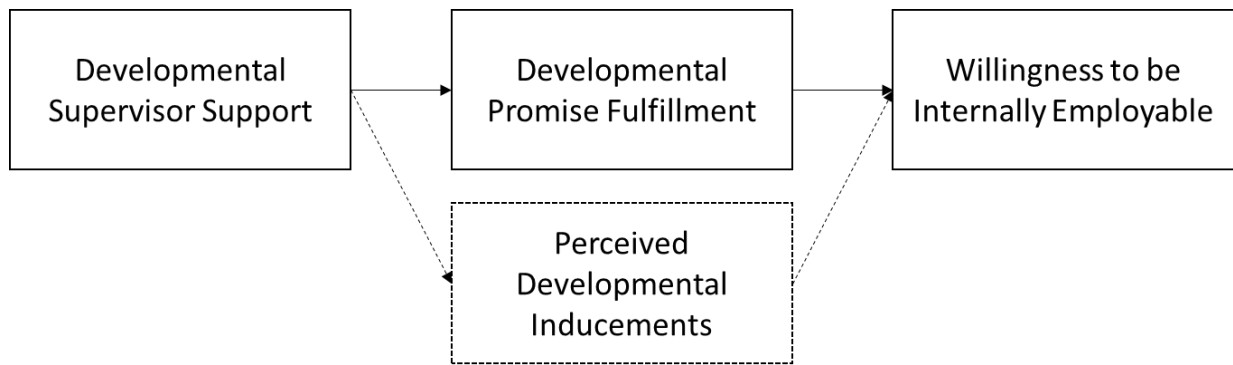 Developmental
Supervisor Support
Developmental
Promise Fulfillment
Willingness to be
Internally Employable
Perceived
Developmental
Inducements